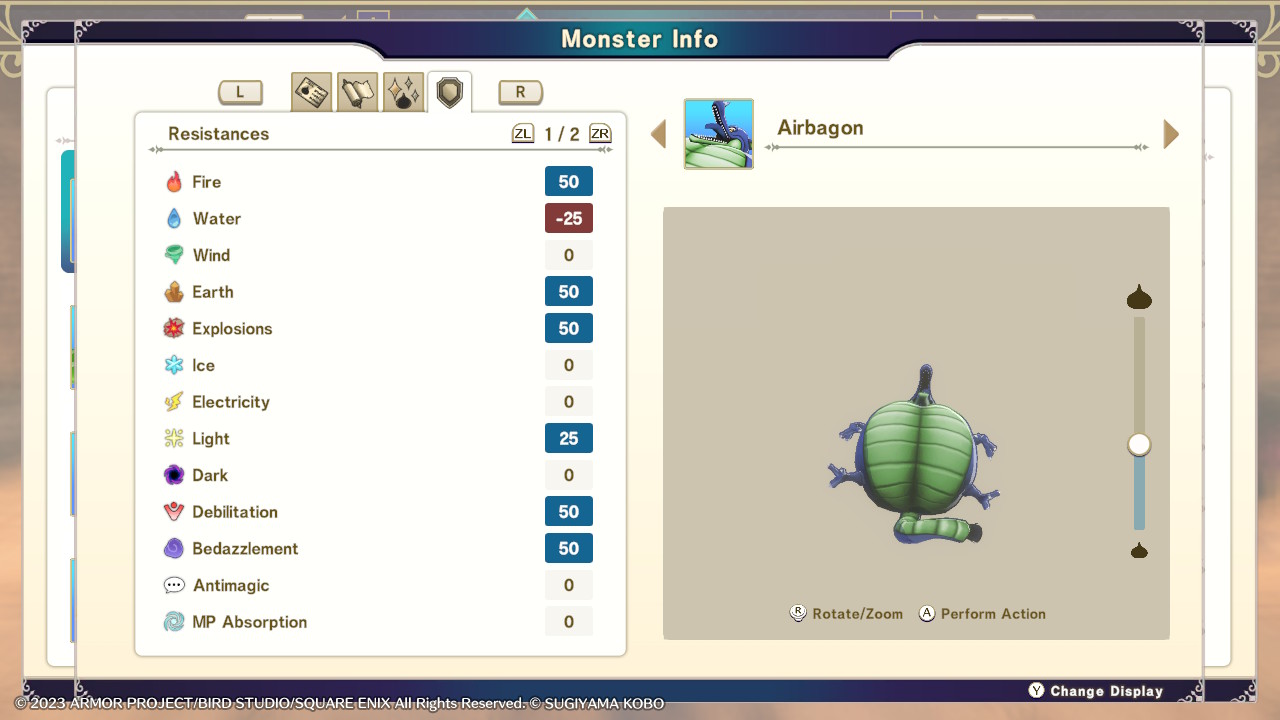 Monster Info
L
R
Resistances
ZL 1 / 2 ZR
Fire 50
Water -25
Wind 0
Earth 50
Explosions 50
Ice 0
Electricity 0
Light 25
Dark 0
Debilitation 50
Bedazzlement 50
Antimagic 0
MP Absorption 0
Airbagon
R Rotate/Zoom A Perform Action
Y Change Display
© 2023 ARMOR PROJECT/BIRD STUDIO/SQUARE ENIX All Rights Reserved. © SUGIYAMA KOBO